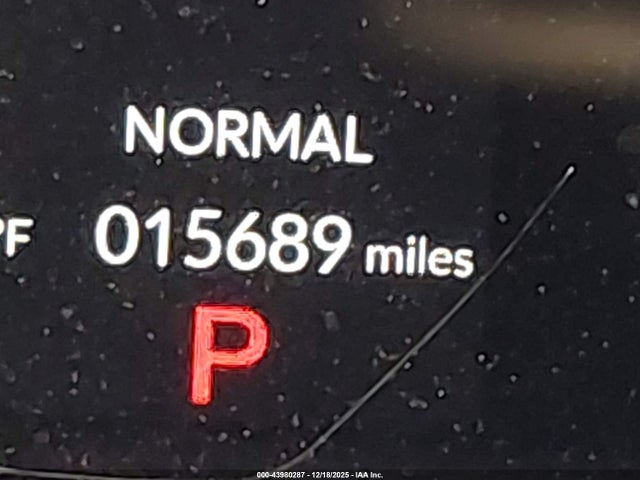 NORMAL
°F 015689 miles
P
000-43980287 - 12/18/2025 - IAA Inc.